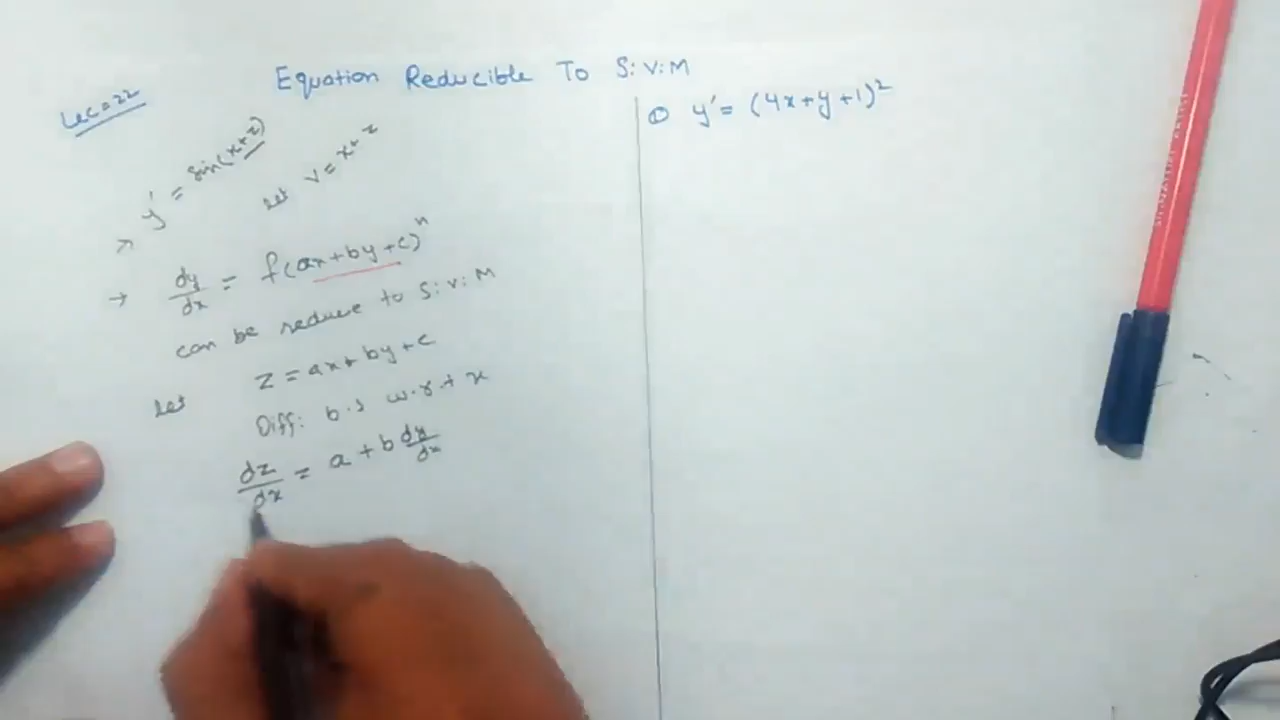 Equation Reducible To S:V:M
Lec=22
→ y' = sin(x+z)
let v = x+z
→ dy/dx = f(ax+by+c)^n
can be reduce to S:V:M
let z = ax+by+c
Diff: b.s w.r.t x
dz/dx = a + b dy/dx
① y' = (4x+y+1)²